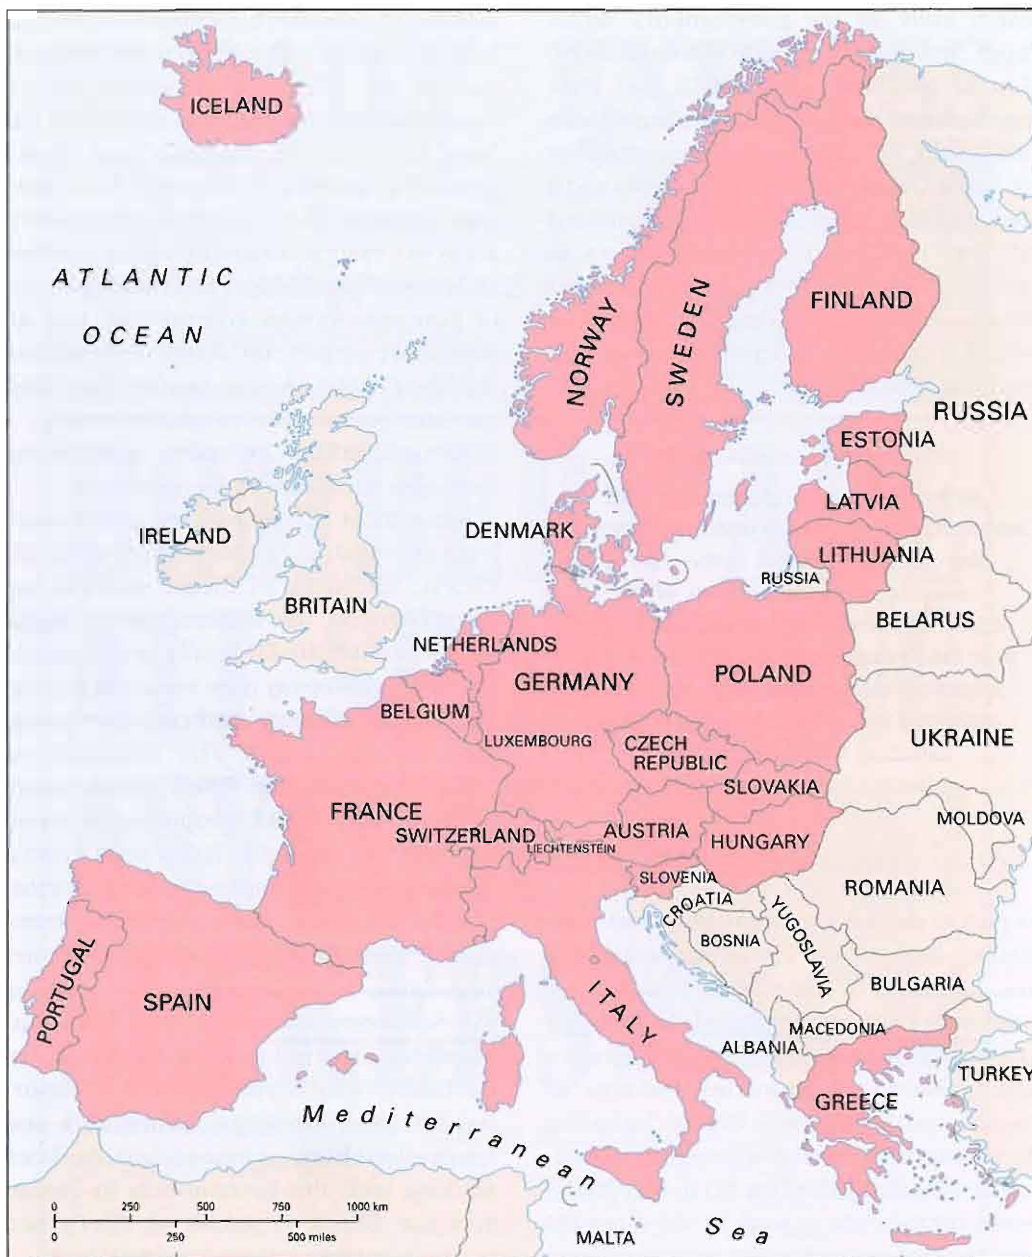 ICELAND
ATLANTIC
OCEAN
NORWAY
SWEDEN
FINLAND
RUSSIA
ESTONIA
LATVIA
LITHUANIA
RUSSIA
DENMARK
IRELAND
BRITAIN
BELARUS
NETHERLANDS
GERMANY
POLAND
BELGIUM
LUXEMBOURG
CZECH
REPUBLIC
UKRAINE
SLOVAKIA
FRANCE
SWITZERLAND
LIECHTENSTEIN
AUSTRIA
HUNGARY
MOLDOVA
SLOVENIA
CROATIA
ROMANIA
BOSNIA
YUGOSLAVIA
PORTUGAL
SPAIN
ITALY
BULGARIA
MACEDONIA
ALBANIA
TURKEY
GREECE
Mediterranean
Sea
MALTA
0 250 500 750 1000 km
0 250 500 miles